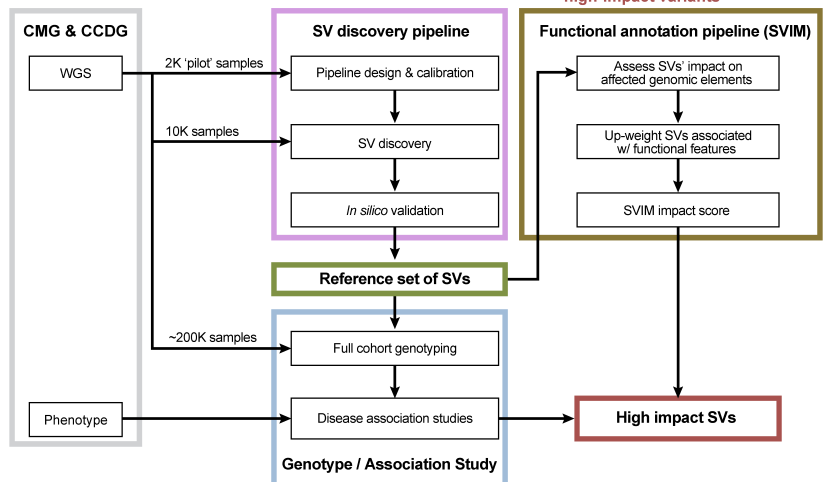 high-impact variants
CMG & CCDG
SV discovery pipeline
Functional annotation pipeline (SVIM)
WGS
2K ‘pilot’ samples
Pipeline design & calibration
Assess SVs’ impact on
affected genomic elements
10K samples
SV discovery
Up-weight SVs associated
w/ functional features
In silico validation
SVIM impact score
Reference set of SVs
~200K samples
Full cohort genotyping
Phenotype
Disease association studies
High impact SVs
Genotype / Association Study